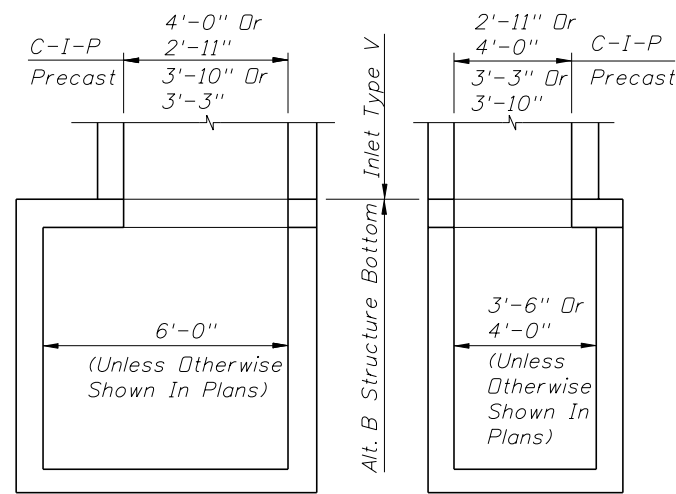 4'-0" Or
2'-11"
C-I-P
Precast
3'-10" Or
3'-3"
Inlet Type V
Alt. B Structure Bottom
2'-11" Or
4'-0"
C-I-P
Precast
3'-3" Or
3'-10"
6'-0"
(Unless Otherwise
Shown In Plans)
3'-6" Or
4'-0"
(Unless
Otherwise
Shown In
Plans)